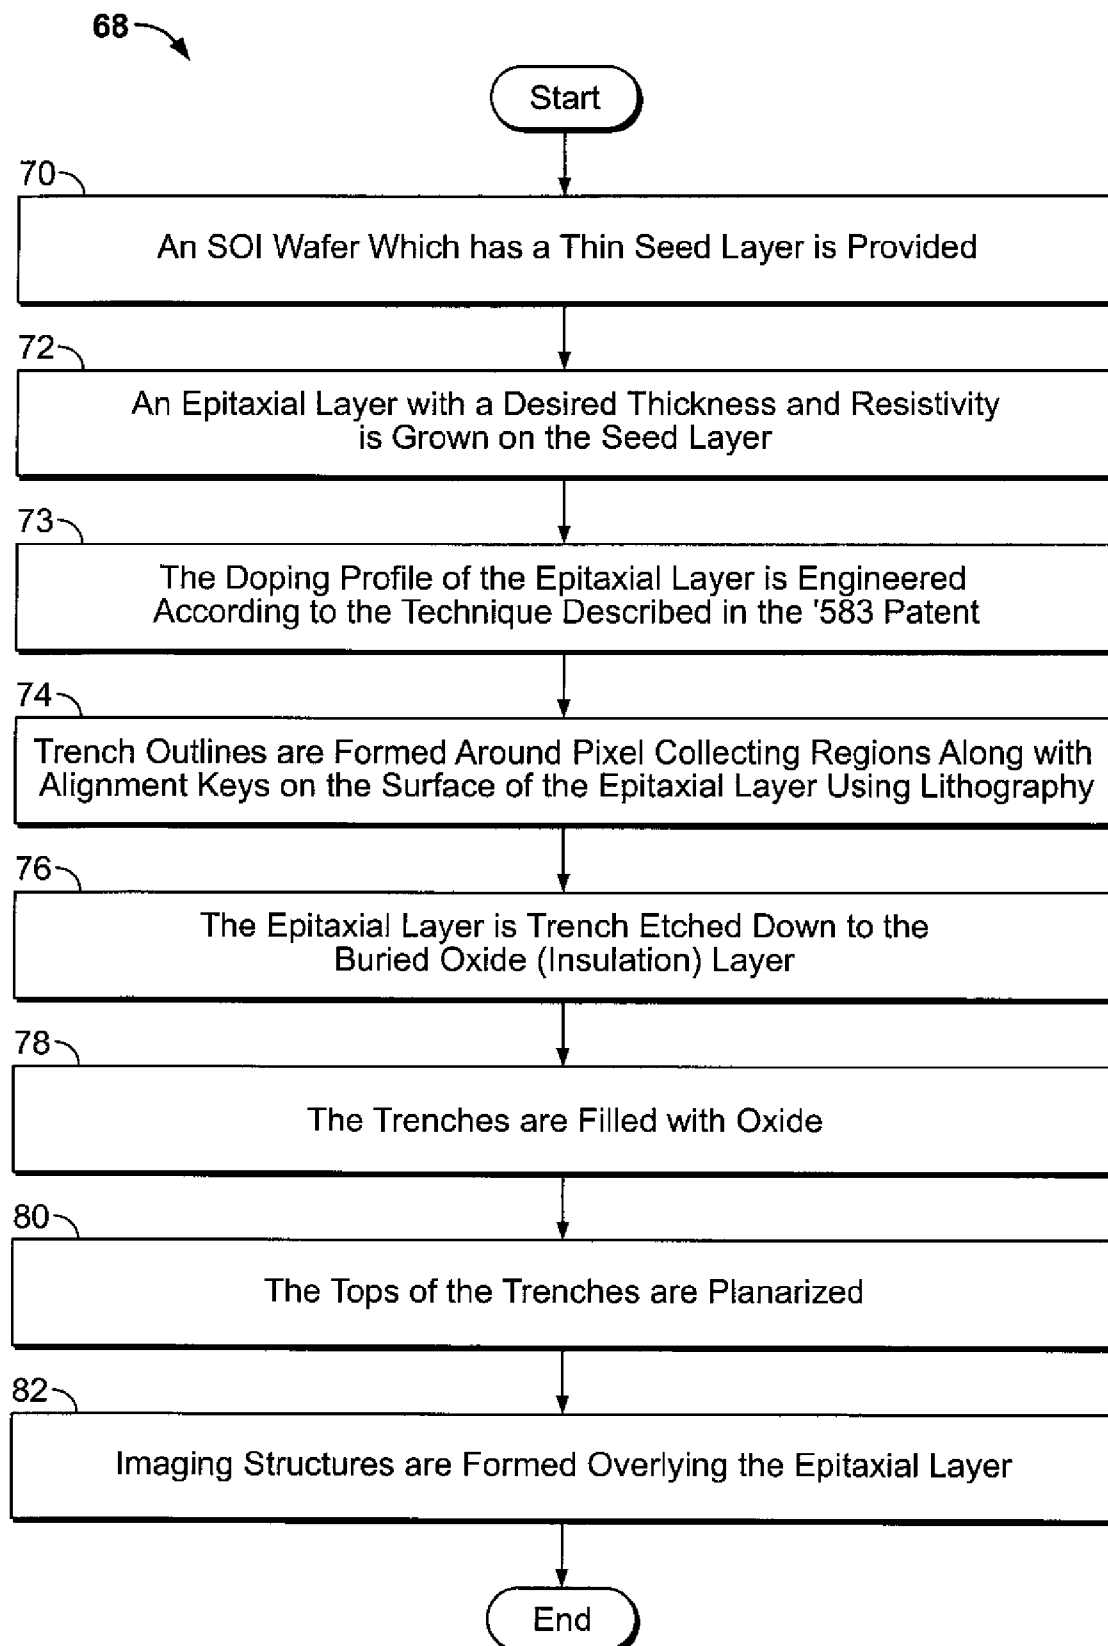 68
Start
70
An SOI Wafer Which has a Thin Seed Layer is Provided
72
An Epitaxial Layer with a Desired Thickness and Resistivity
is Grown on the Seed Layer
73
The Doping Profile of the Epitaxial Layer is Engineered
According to the Technique Described in the '583 Patent
74
Trench Outlines are Formed Around Pixel Collecting Regions Along with
Alignment Keys on the Surface of the Epitaxial Layer Using Lithography
76
The Epitaxial Layer is Trench Etched Down to the
Buried Oxide (Insulation) Layer
78
The Trenches are Filled with Oxide
80
The Tops of the Trenches are Planarized
82
Imaging Structures are Formed Overlying the Epitaxial Layer
End